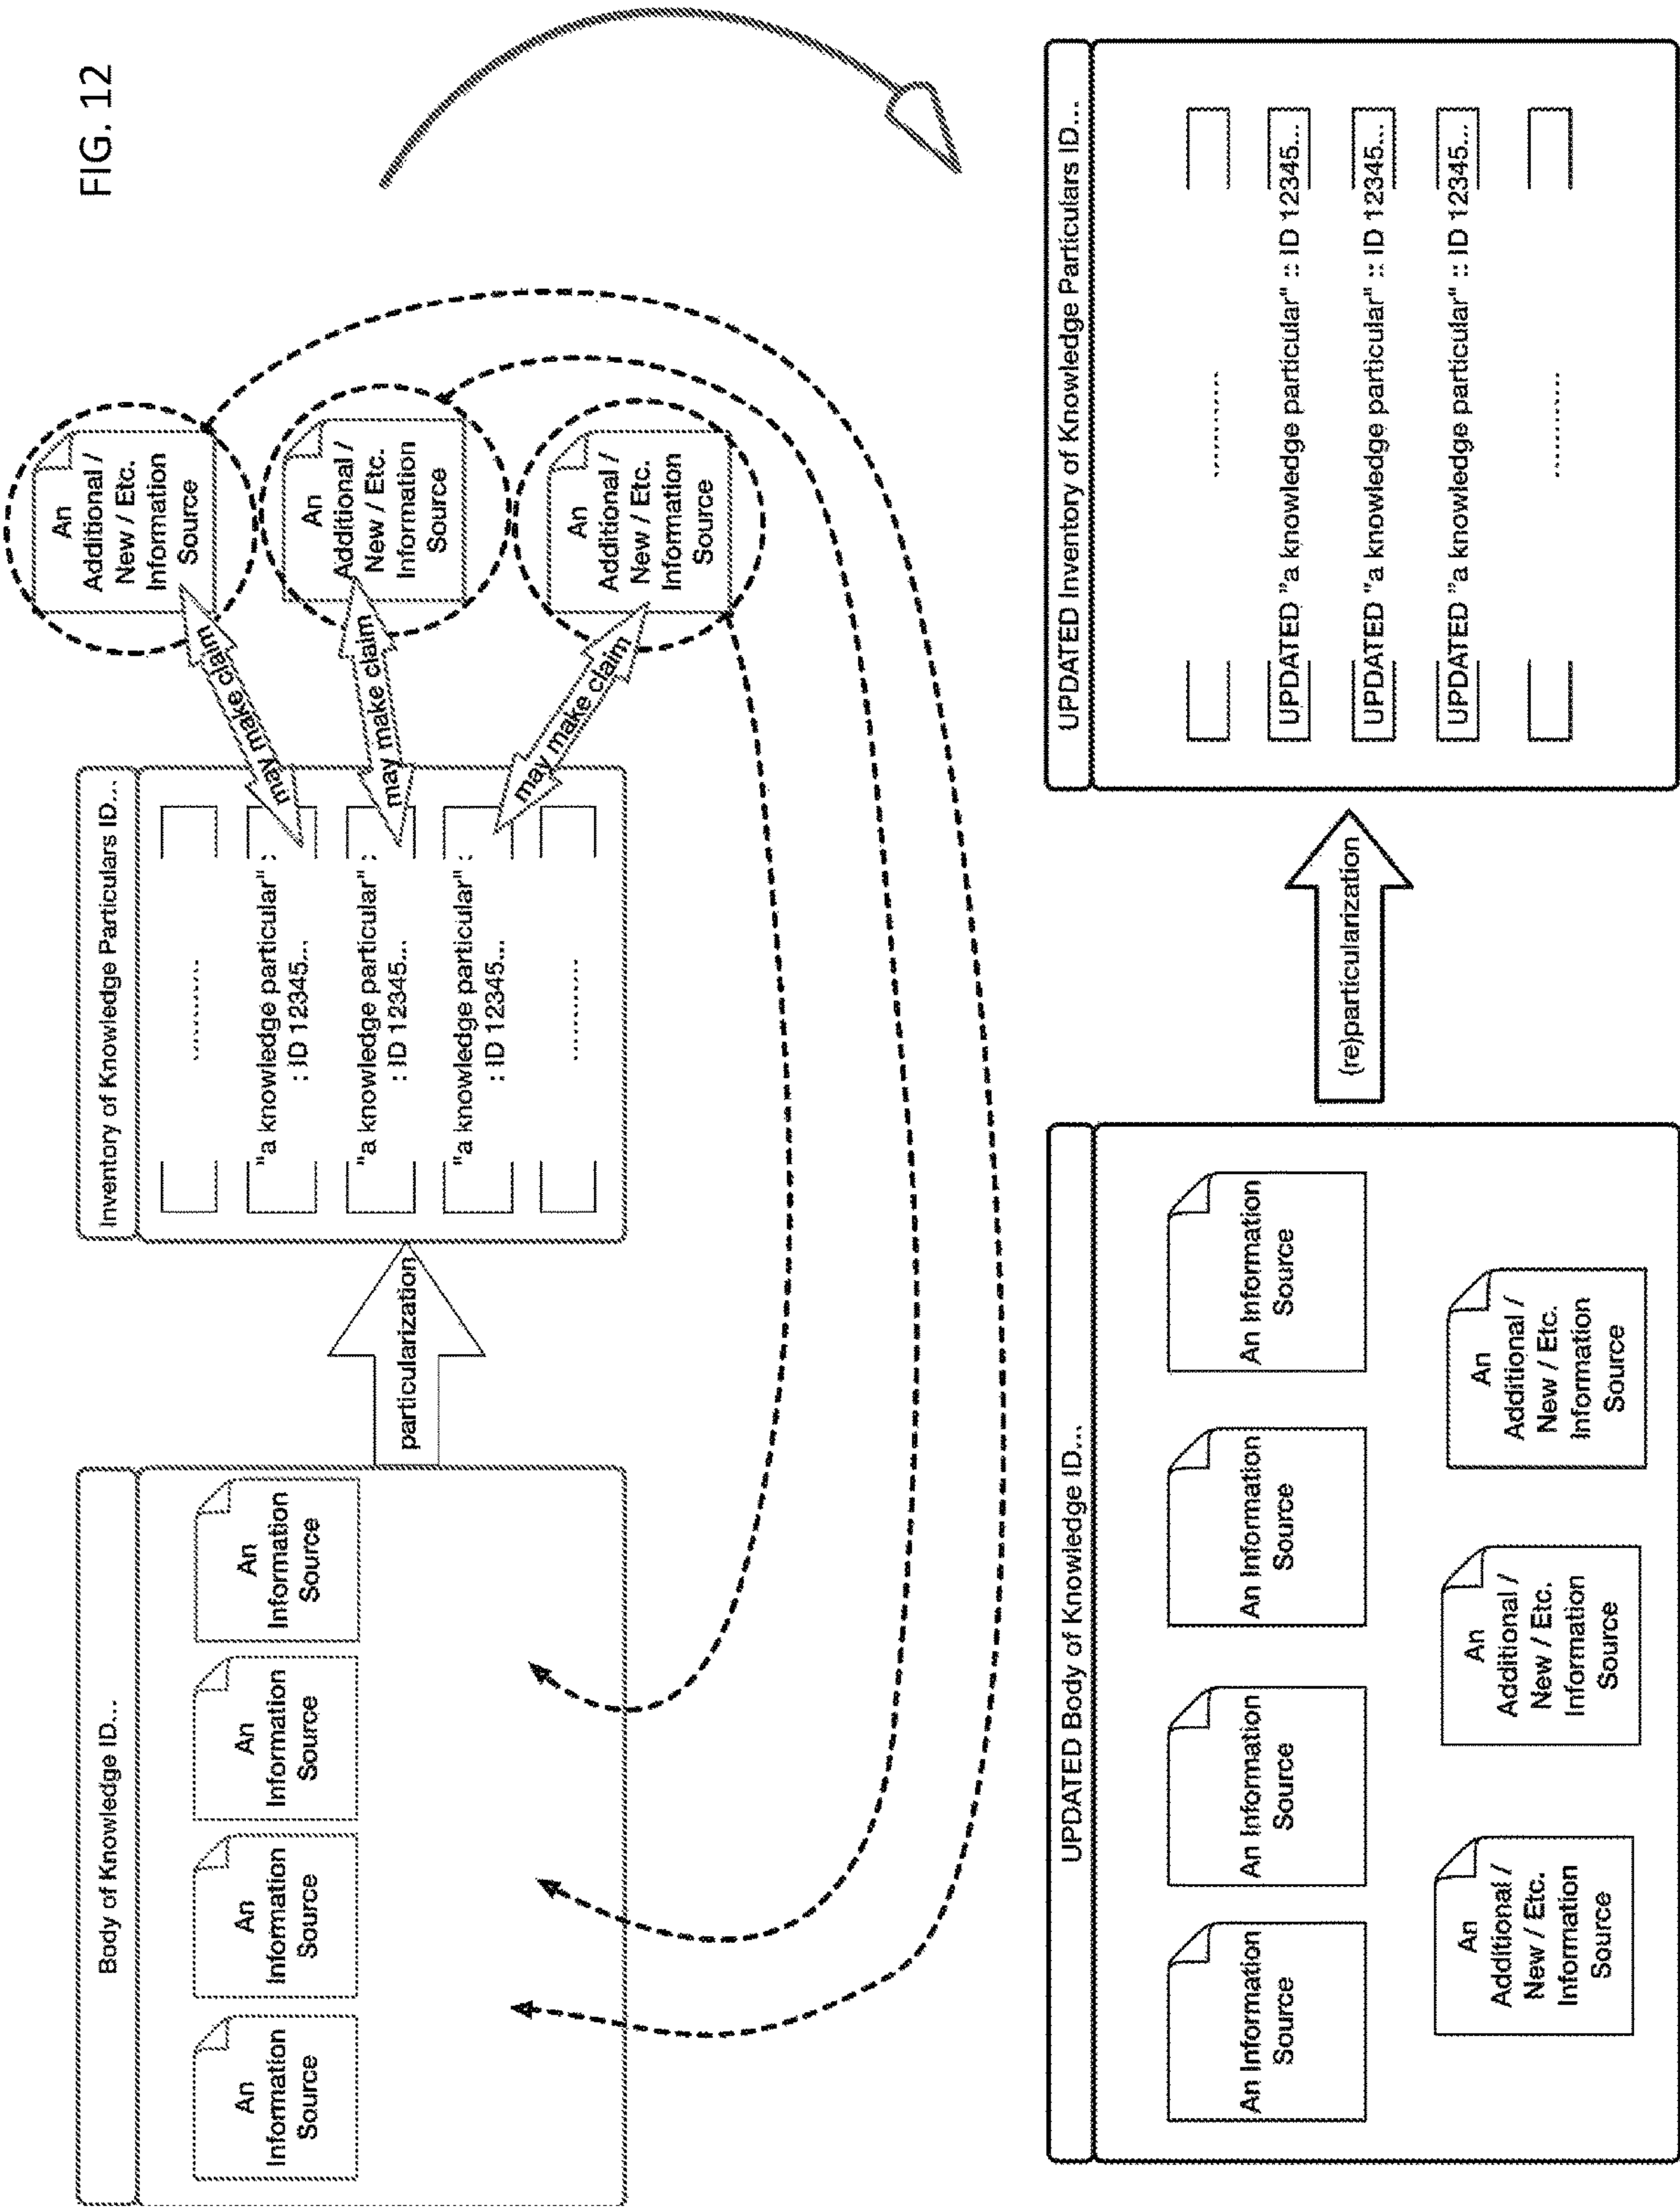 FIG. 12
Body of Knowledge ID...
An
Information
Source
An
Information
Source
An
Information
Source
An
Information
Source
particularization
Inventory of Knowledge Particulars ID...
..........
"a knowledge particular" :
: ID 12345...
"a knowledge particular" :
: ID 12345...
"a knowledge particular" :
: ID 12345...
..........
may make claim
may make claim
may make claim
An
Additional /
New / Etc.
Information
Source
An
Additional /
New / Etc.
Information
Source
An
Additional /
New / Etc.
Information
Source
UPDATED Body of Knowledge ID...
An Information
Source
An Information
Source
An Information
Source
An Information
Source
An
Additional /
New / Etc.
Information
Source
An
Additional /
New / Etc.
Information
Source
An
Additional /
New / Etc.
Information
Source
(re)particularization
UPDATED Inventory of Knowledge Particulars ID...
..........
UPDATED "a knowledge particular" :: ID 12345...
UPDATED "a knowledge particular" :: ID 12345...
UPDATED "a knowledge particular" :: ID 12345...
..........